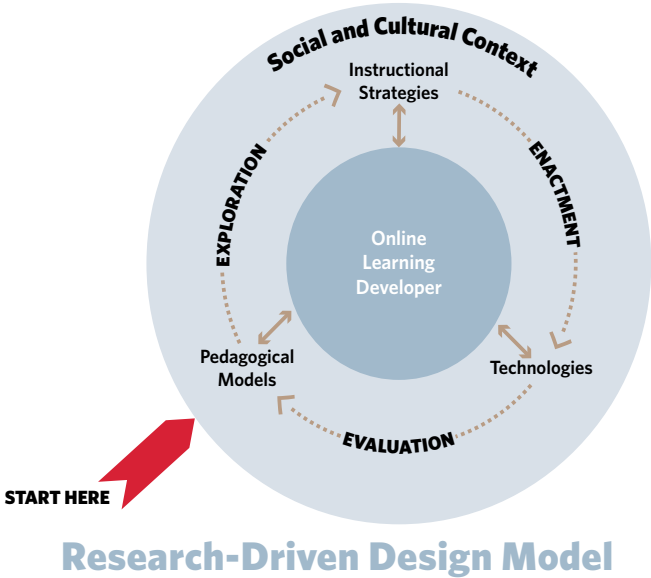 Social and Cultural Context
Instructional
Strategies
EXPLORATION
ENACTMENT
Online
Learning
Developer
Pedagogical
Models
Technologies
EVALUATION
START HERE
Research-Driven Design Model